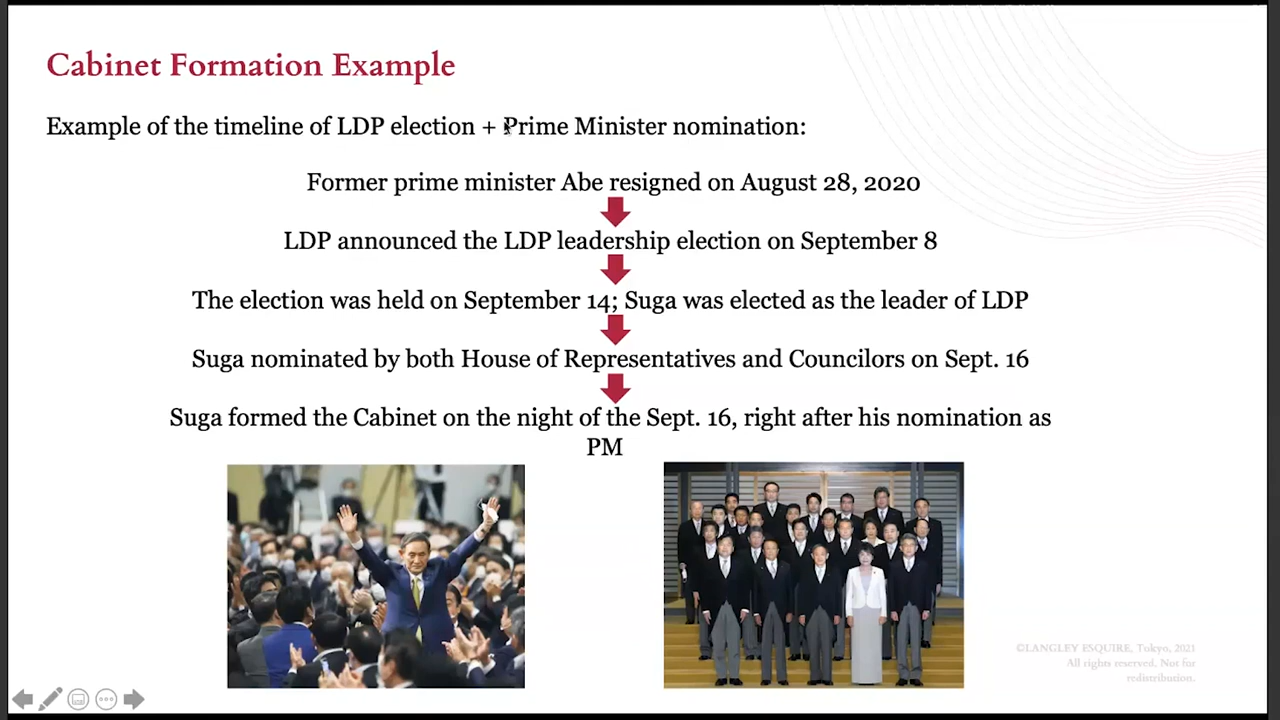 Cabinet Formation Example
Example of the timeline of LDP election + Prime Minister nomination:
Former prime minister Abe resigned on August 28, 2020
LDP announced the LDP leadership election on September 8
The election was held on September 14; Suga was elected as the leader of LDP
Suga nominated by both House of Representatives and Councilors on Sept. 16
Suga formed the Cabinet on the night of the Sept. 16, right after his nomination as
PM
©LANGLEY ESQUIRE, Tokyo, 2021
All rights reserved. Not for
redistribution.